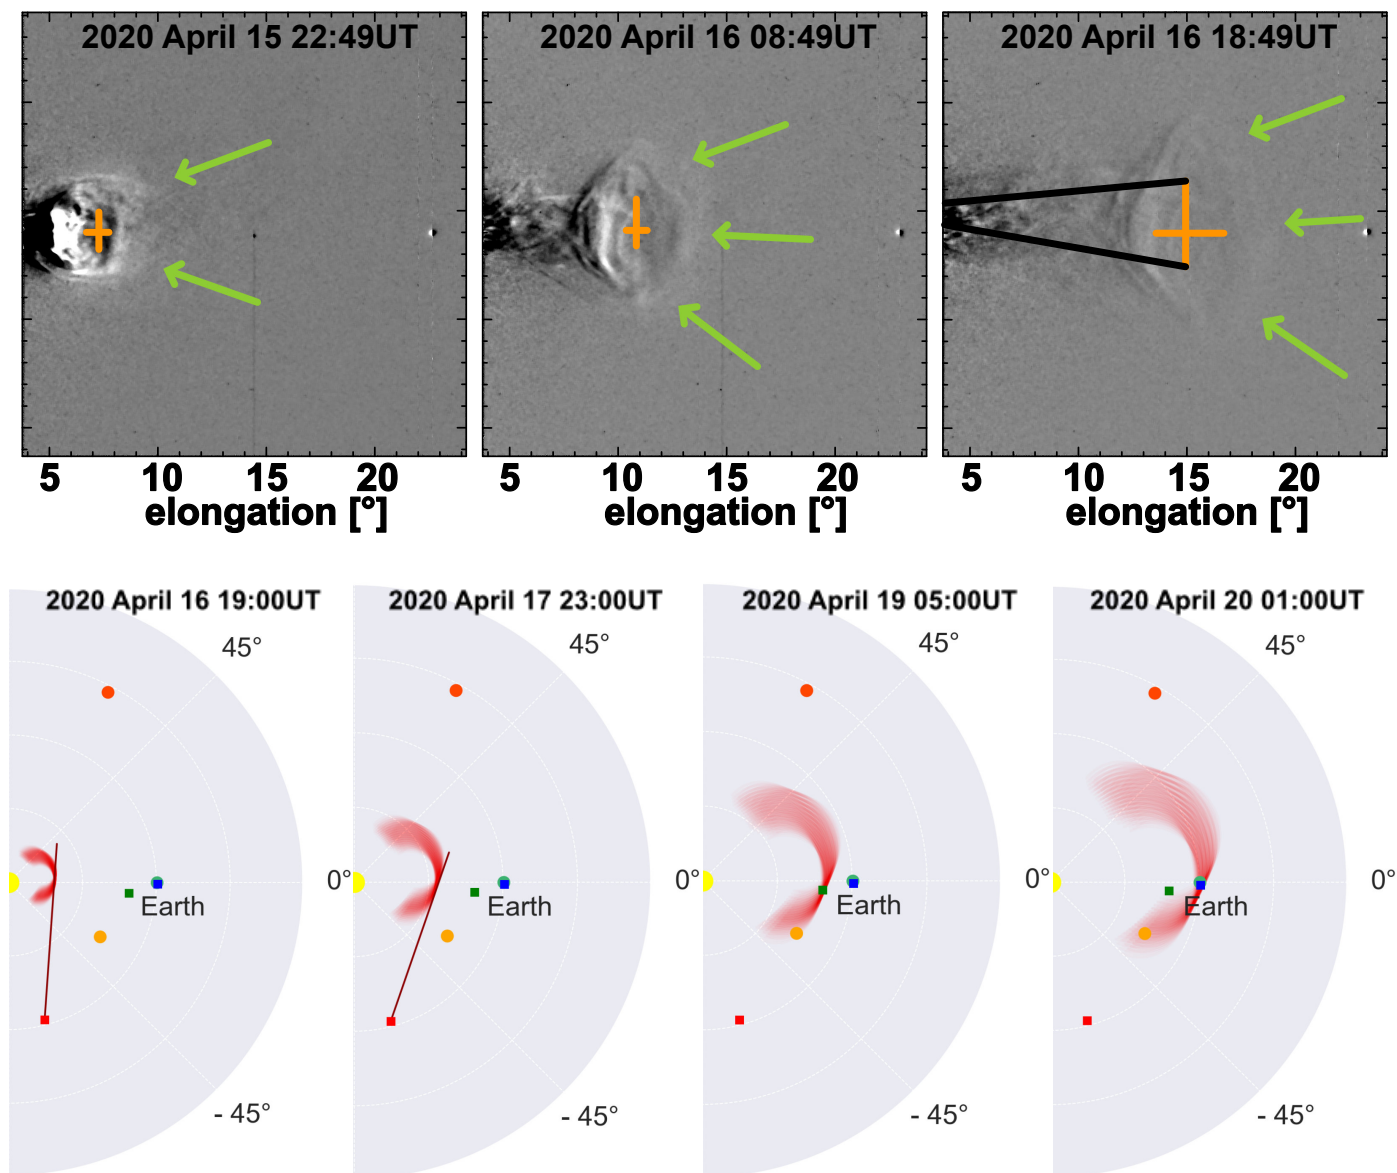 2020 April 15 22:49UT
2020 April 16 08:49UT
2020 April 16 18:49UT
5 10 15 20
5 10 15 20
5 10 15 20
elongation [°]
elongation [°]
elongation [°]
2020 April 16 19:00UT
2020 April 17 23:00UT
2020 April 19 05:00UT
2020 April 20 01:00UT
45°
45°
45°
45°
0°
0°
0°
0°
Earth
Earth
Earth
Earth
- 45°
- 45°
- 45°
- 45°